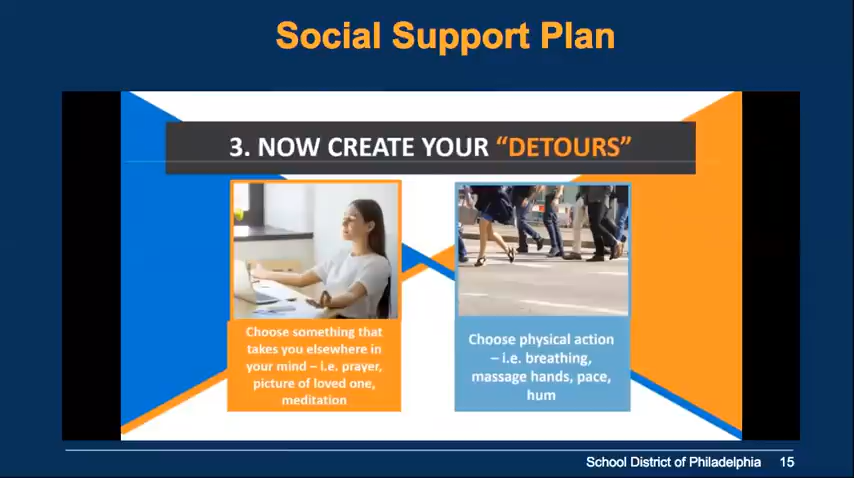 Social Support Plan
3. NOW CREATE YOUR “DETOURS”
Choose something that
takes you elsewhere in
your mind – i.e. prayer,
picture of loved one,
meditation
Choose physical action
– i.e. breathing,
massage hands, pace,
hum
School District of Philadelphia 15